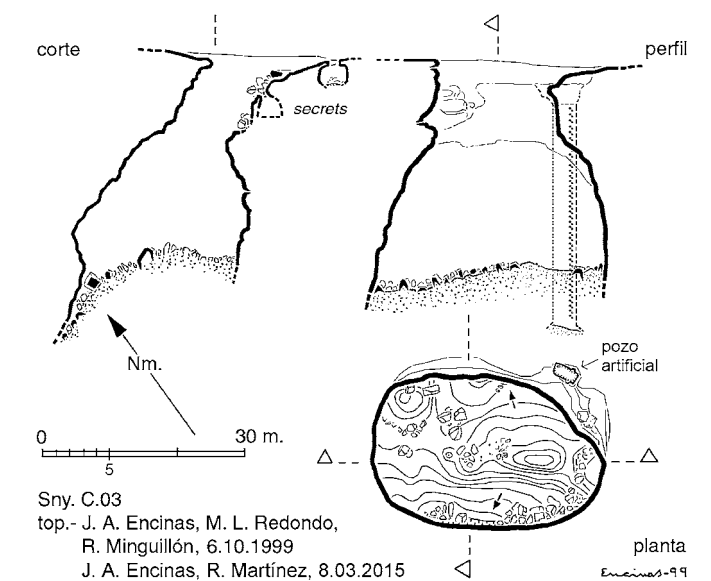 corte
perfil
secrets
Nm.
pozo
artificial
0 30 m.
5
Sny. C.03
top.- J. A. Encinas, M. L. Redondo,
R. Minguillón, 6.10.1999
J. A. Encinas, R. Martínez, 8.03.2015
planta
Encinas-99